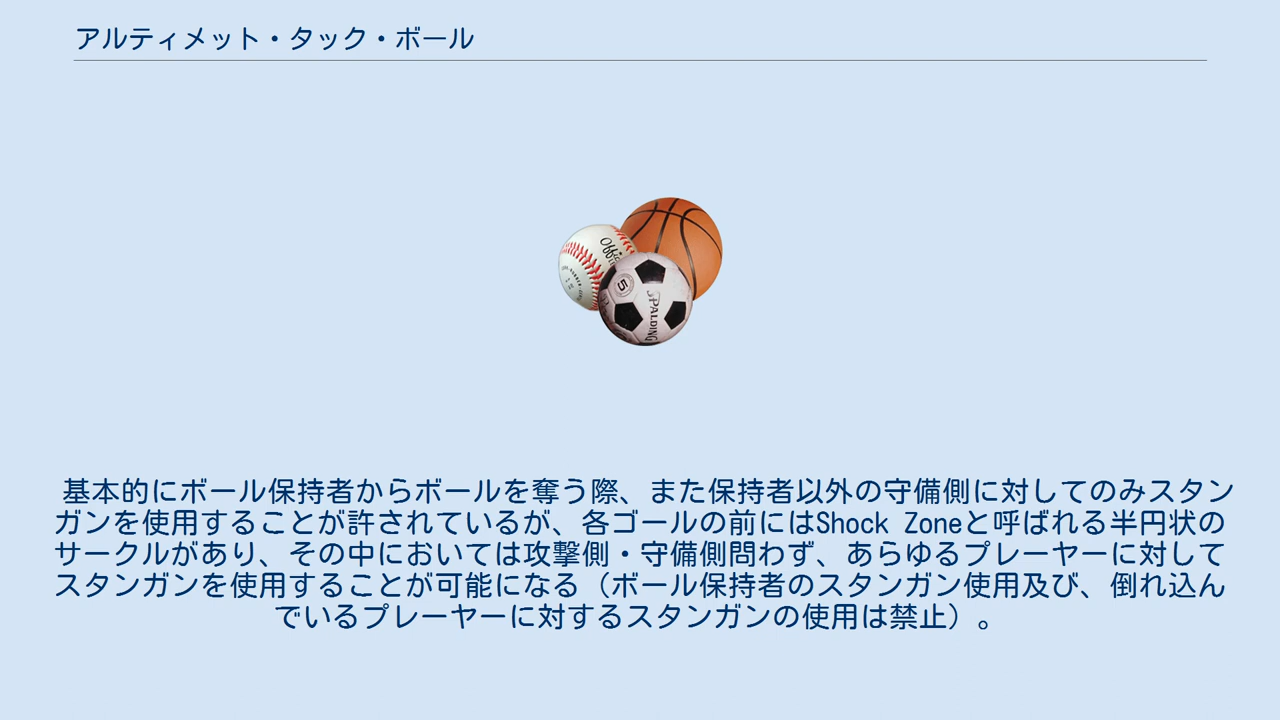 アルティメット・タック・ボール
Offi
5
SPALDING
基本的にボール保持者からボールを奪う際、また保持者以外の守備側に対してのみスタン
ガンを使用することが許されているが、各ゴールの前にはShock Zoneと呼ばれる半円状の
サークルがあり、その中においては攻撃側・守備側問わず、あらゆるプレーヤーに対して
スタンガンを使用することが可能になる（ボール保持者のスタンガン使用及び、倒れ込ん
でいるプレーヤーに対するスタンガンの使用は禁止）。